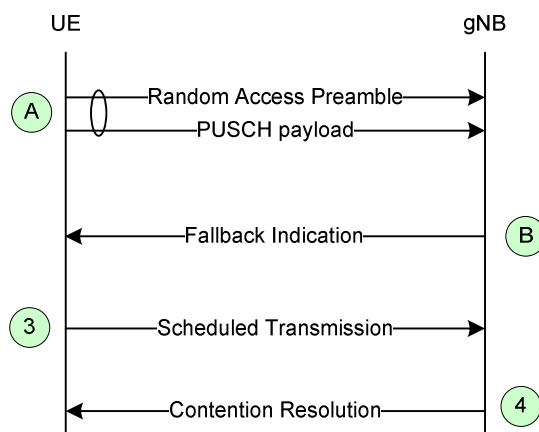 UE
gNB
A
Random Access Preamble
PUSCH payload
Fallback Indication
B
3
Scheduled Transmission
Contention Resolution
4